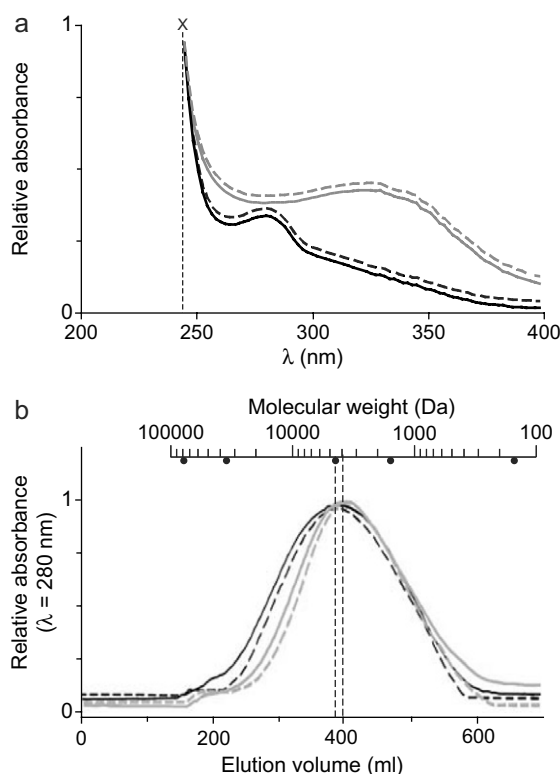 a
x
1
Relative absorbance
0
200 250 300 350 400
λ (nm)
b
Molecular weight (Da)
100000 10000 1000 100
1
Relative absorbance
(λ = 280 nm)
0
0 200 400 600
Elution volume (ml)